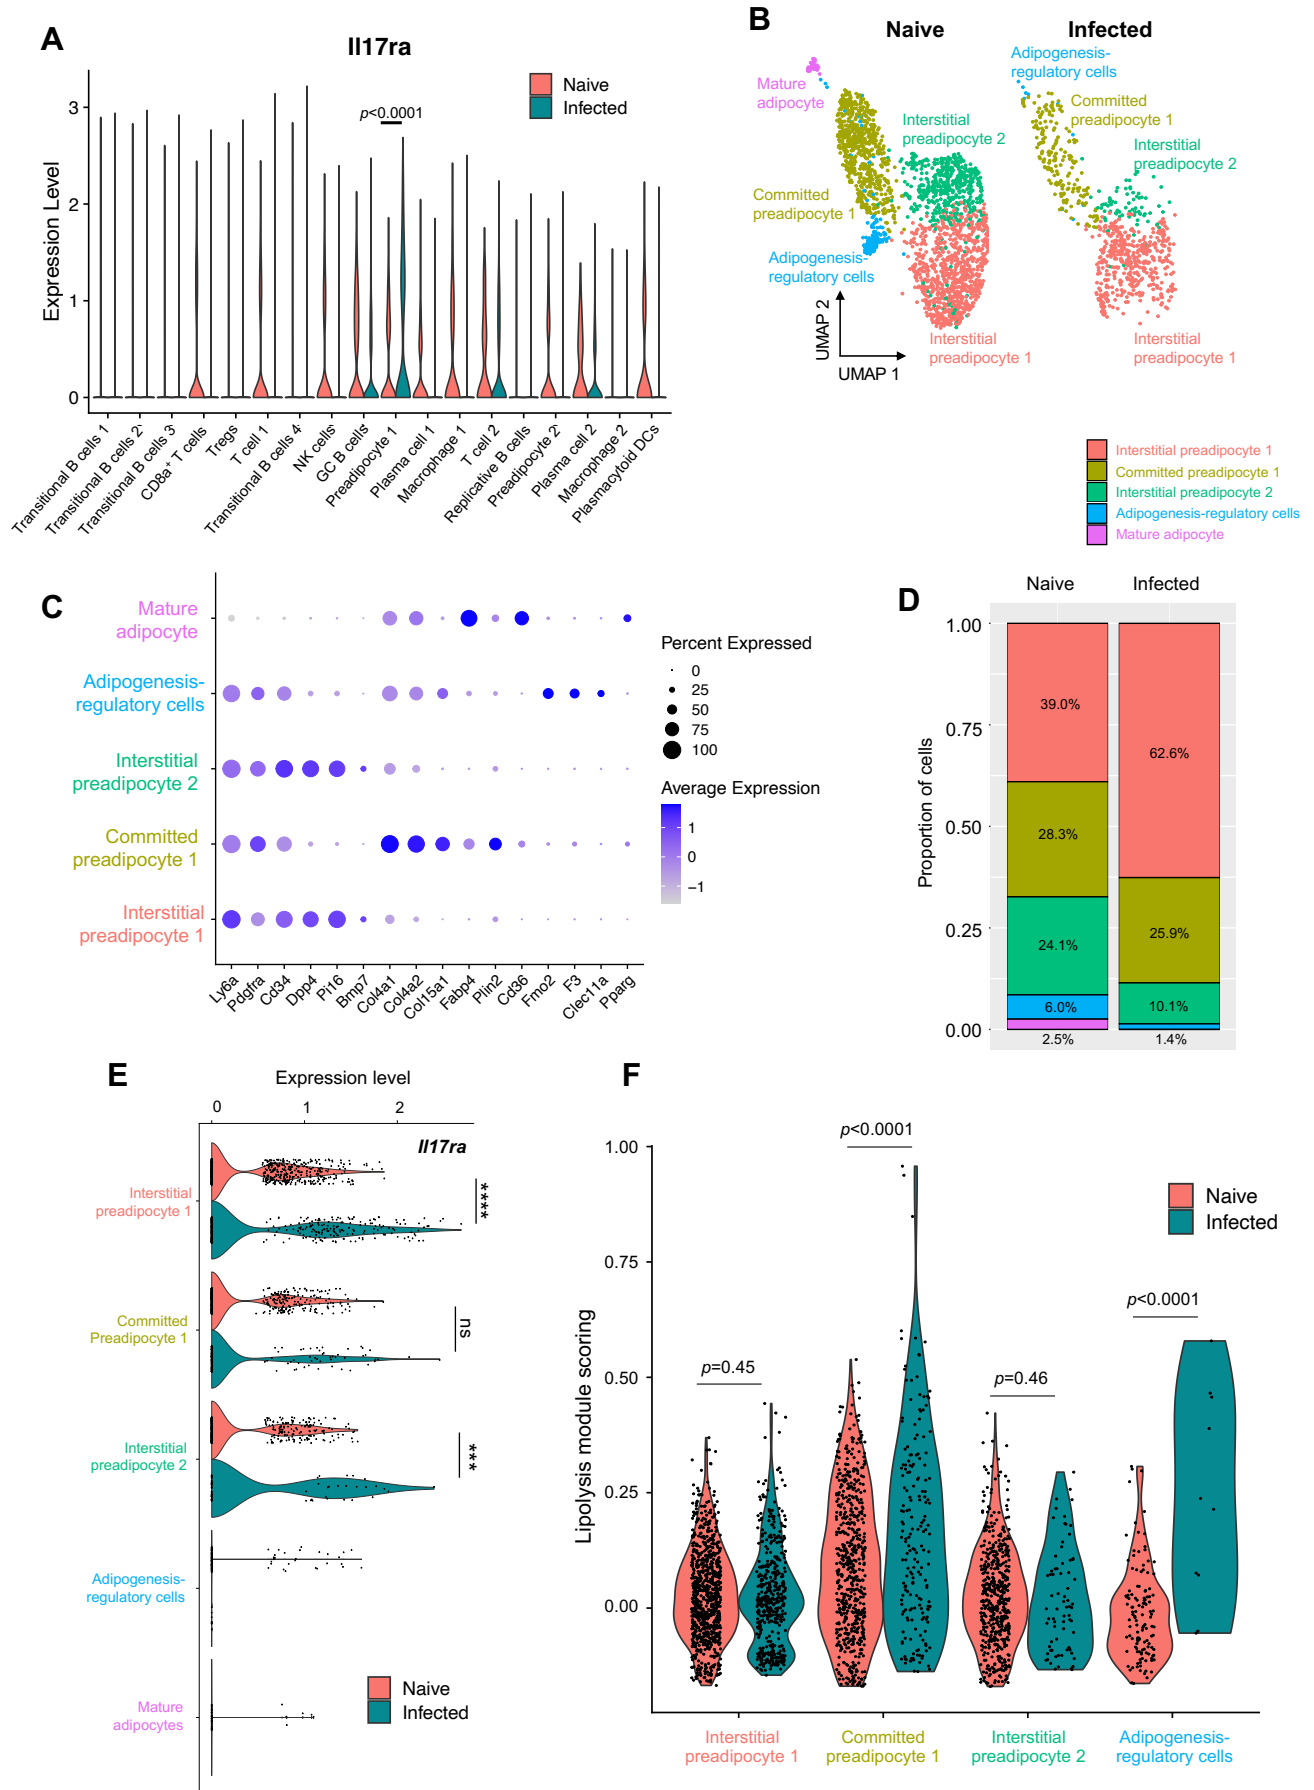 A
Il17ra
Naive
Infected
p<0.0001
Expression Level
3
2
1
0
Transitional B cells 1
Transitional B cells 2
Transitional B cells 3
CD8a+ T cells
Tregs
T cell 1
Transitional B cells 4
NK cells
GC B cells
Preadipocyte 1
Plasma cell 1
Macrophage 1
T cell 2
Replicative B cells
Preadipocyte 2
Plasma cell 2
Macrophage 2
Plasmacytoid DCs
B
Naive
Infected
Mature
adipocyte
Interstitial
preadipocyte 2
Committed
preadipocyte 1
Adipogenesis-
regulatory cells
Interstitial
preadipocyte 1
UMAP 2
UMAP 1
Adipogenesis-
regulatory cells
Committed
preadipocyte 1
Interstitial
preadipocyte 2
Interstitial
preadipocyte 1
Interstitial preadipocyte 1
Committed preadipocyte 1
Interstitial preadipocyte 2
Adipogenesis-regulatory cells
Mature adipocyte
C
Mature
adipocyte
Adipogenesis-
regulatory cells
Interstitial
preadipocyte 2
Committed
preadipocyte 1
Interstitial
preadipocyte 1
Ly6a
Pdgfra
Cd34
Dpp4
Pi16
Bmp7
Col4a1
Col4a2
Col15a1
Fabp4
Plin2
Cd36
Fmo2
F3
Clec11a
Pparg
Percent Expressed
0
25
50
75
100
Average Expression
1
0
−1
D
Naive
Infected
Proportion of cells
1.00
0.75
0.50
0.25
0.00
39.0%
28.3%
24.1%
6.0%
2.5%
62.6%
25.9%
10.1%
1.4%
E
Expression level
0
1
2
Il17ra
Interstitial
preadipocyte 1
****
Committed
Preadipocyte 1
ns
Interstitial
preadipocyte 2
***
Adipogenesis-
regulatory cells
Mature
adipocytes
Naive
Infected
F
Lipolysis module scoring
1.00
0.75
0.50
0.25
0.00
p=0.45
p<0.0001
p=0.46
p<0.0001
Naive
Infected
Interstitial
preadipocyte 1
Committed
preadipocyte 1
Interstitial
preadipocyte 2
Adipogenesis-
regulatory cells